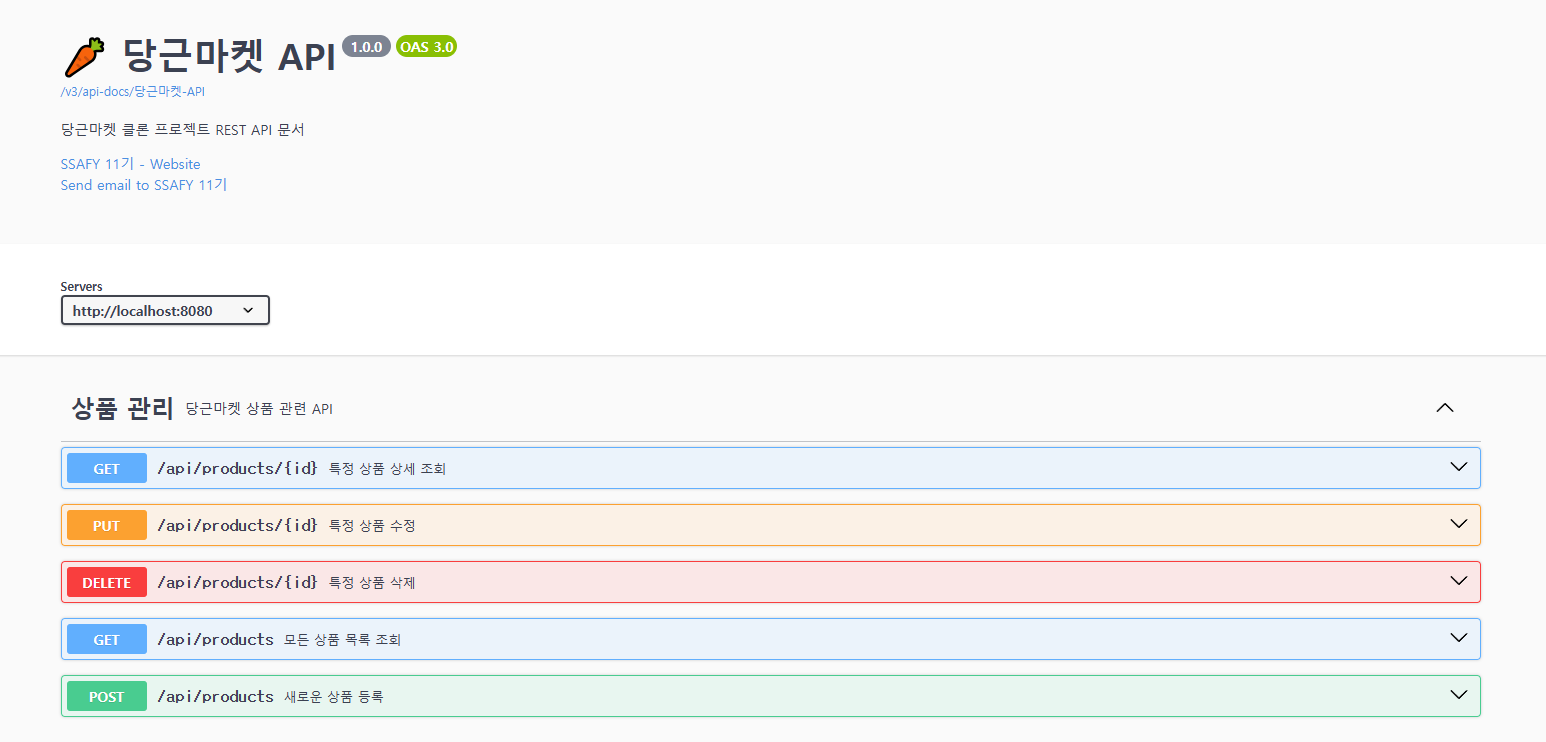 당근마켓 API 1.0.0 OAS 3.0
/v3/api-docs/당근마켓-API
당근마켓 클론 프로젝트 REST API 문서
SSAFY 11기 - Website
Send email to SSAFY 11기
Servers
http://localhost:8080
상품 관리 당근마켓 상품 관련 API
GET /api/products/{id} 특정 상품 상세 조회
PUT /api/products/{id} 특정 상품 수정
DELETE /api/products/{id} 특정 상품 삭제
GET /api/products 모든 상품 목록 조회
POST /api/products 새로운 상품 등록